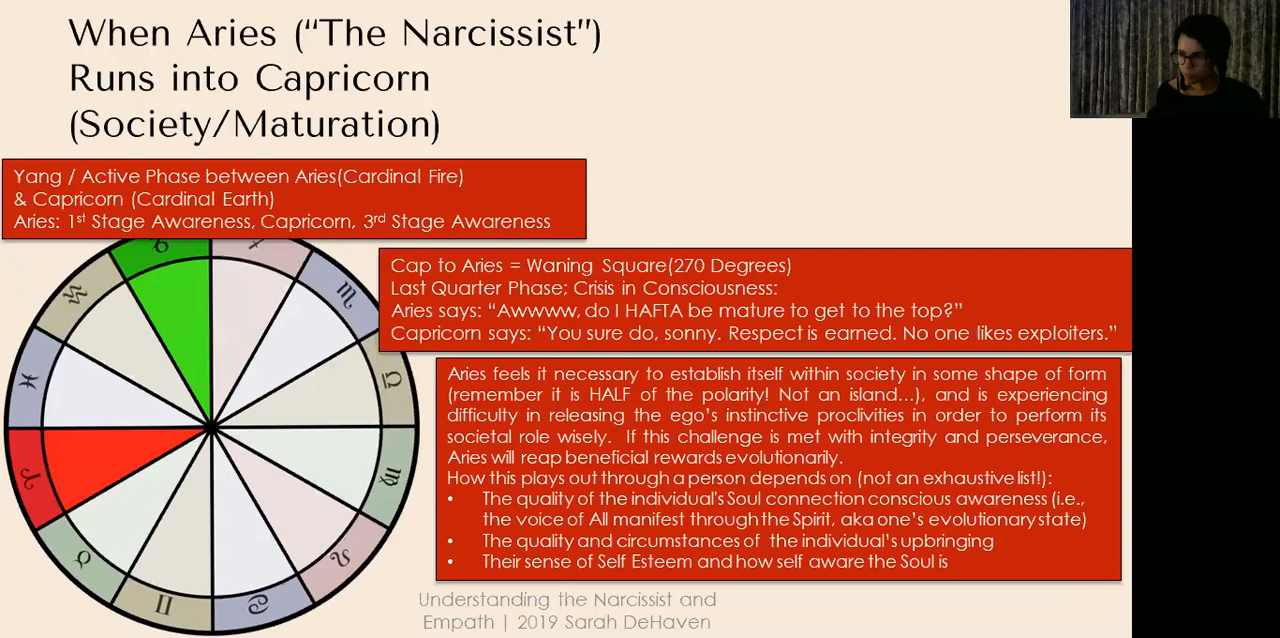 When Aries (“The Narcissist”)
Runs into Capricorn
(Society/Maturation)
Yang / Active Phase between Aries(Cardinal Fire)
& Capricorn (Cardinal Earth)
Aries: 1st Stage Awareness, Capricorn, 3rd Stage Awareness
Cap to Aries = Waning Square(270 Degrees)
Last Quarter Phase; Crisis in Consciousness:
Aries says: “Awwww, do I HAFTA be mature to get to the top?”
Capricorn says: “You sure do, sonny. Respect is earned. No one likes exploiters.”
Aries feels it necessary to establish itself within society in some shape of form
(remember it is HALF of the polarity! Not an island…), and is experiencing
difficulty in releasing the ego’s instinctive proclivities in order to perform its
societal role wisely. If this challenge is met with integrity and perseverance,
Aries will reap beneficial rewards evolutionarily.
How this plays out through a person depends on (not an exhaustive list!):
• The quality of the individual's Soul connection conscious awareness (i.e.,
the voice of All manifest through the Spirit, aka one’s evolutionary state)
• The quality and circumstances of the individual’s upbringing
• Their sense of Self Esteem and how self aware the Soul is
Understanding the Narcissist and
Empath | 2019 Sarah DeHaven